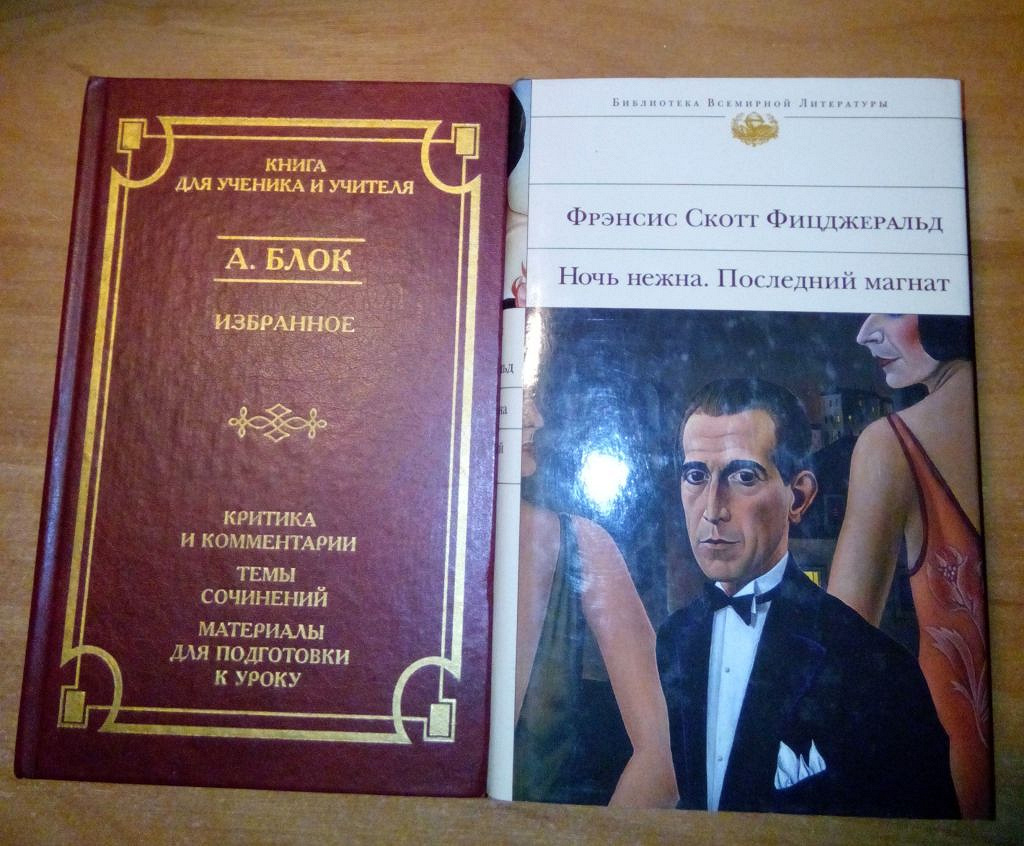 КНИГА
ДЛЯ УЧЕНИКА И УЧИТЕЛЯ
А. БЛОК
ИЗБРАННОЕ
КРИТИКА
И КОММЕНТАРИИ
ТЕМЫ
СОЧИНЕНИЙ
МАТЕРИАЛЫ
ДЛЯ ПОДГОТОВКИ
К УРОКУ
Библиотека Всемирной Литературы
Фрэнсис Скотт Фицджеральд
Ночь нежна. Последний магнат